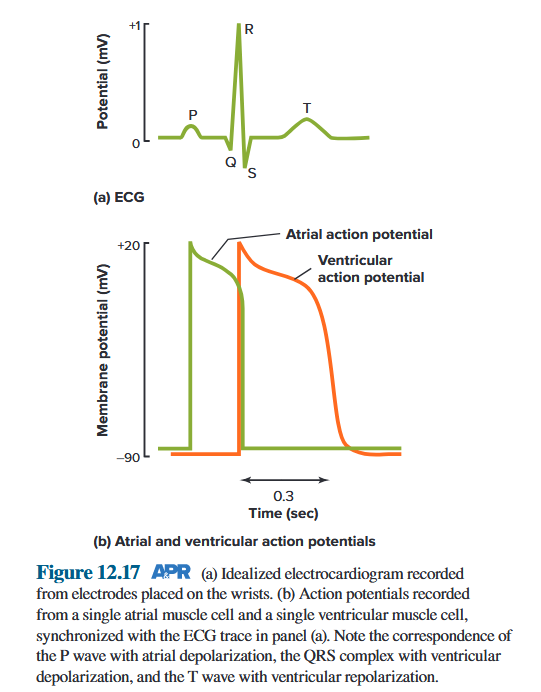 +1
R
Potential (mV)
P
T
0
Q
S
(a) ECG
Atrial action potential
+20
Ventricular
action potential
Membrane potential (mV)
–90
0.3
Time (sec)
(b) Atrial and ventricular action potentials
Figure 12.17 AP|R (a) Idealized electrocardiogram recorded
from electrodes placed on the wrists. (b) Action potentials recorded
from a single atrial muscle cell and a single ventricular muscle cell,
synchronized with the ECG trace in panel (a). Note the correspondence of
the P wave with atrial depolarization, the QRS complex with ventricular
depolarization, and the T wave with ventricular repolarization.